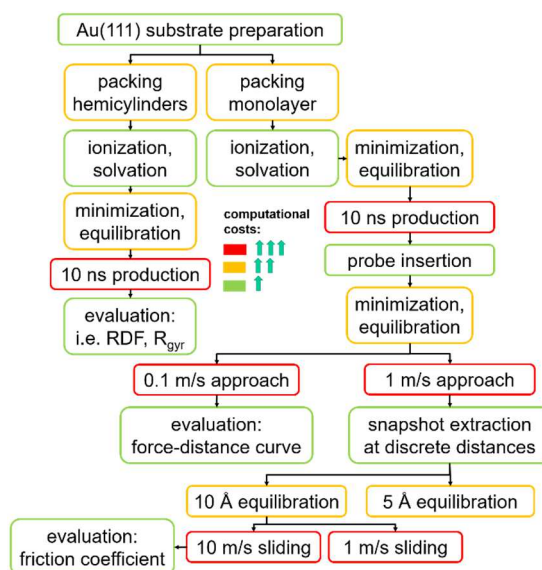 Au(111) substrate preparation
packing
hemicylinders
packing
monolayer
ionization,
solvation
ionization,
solvation
minimization,
equilibration
minimization,
equilibration
computational
costs:
10 ns production
10 ns production
probe insertion
evaluation:
i.e. RDF, Rgyr
minimization,
equilibration
0.1 m/s approach
1 m/s approach
evaluation:
force-distance curve
snapshot extraction
at discrete distances
10 Å equilibration
5 Å equilibration
evaluation:
friction coefficient
10 m/s sliding
1 m/s sliding